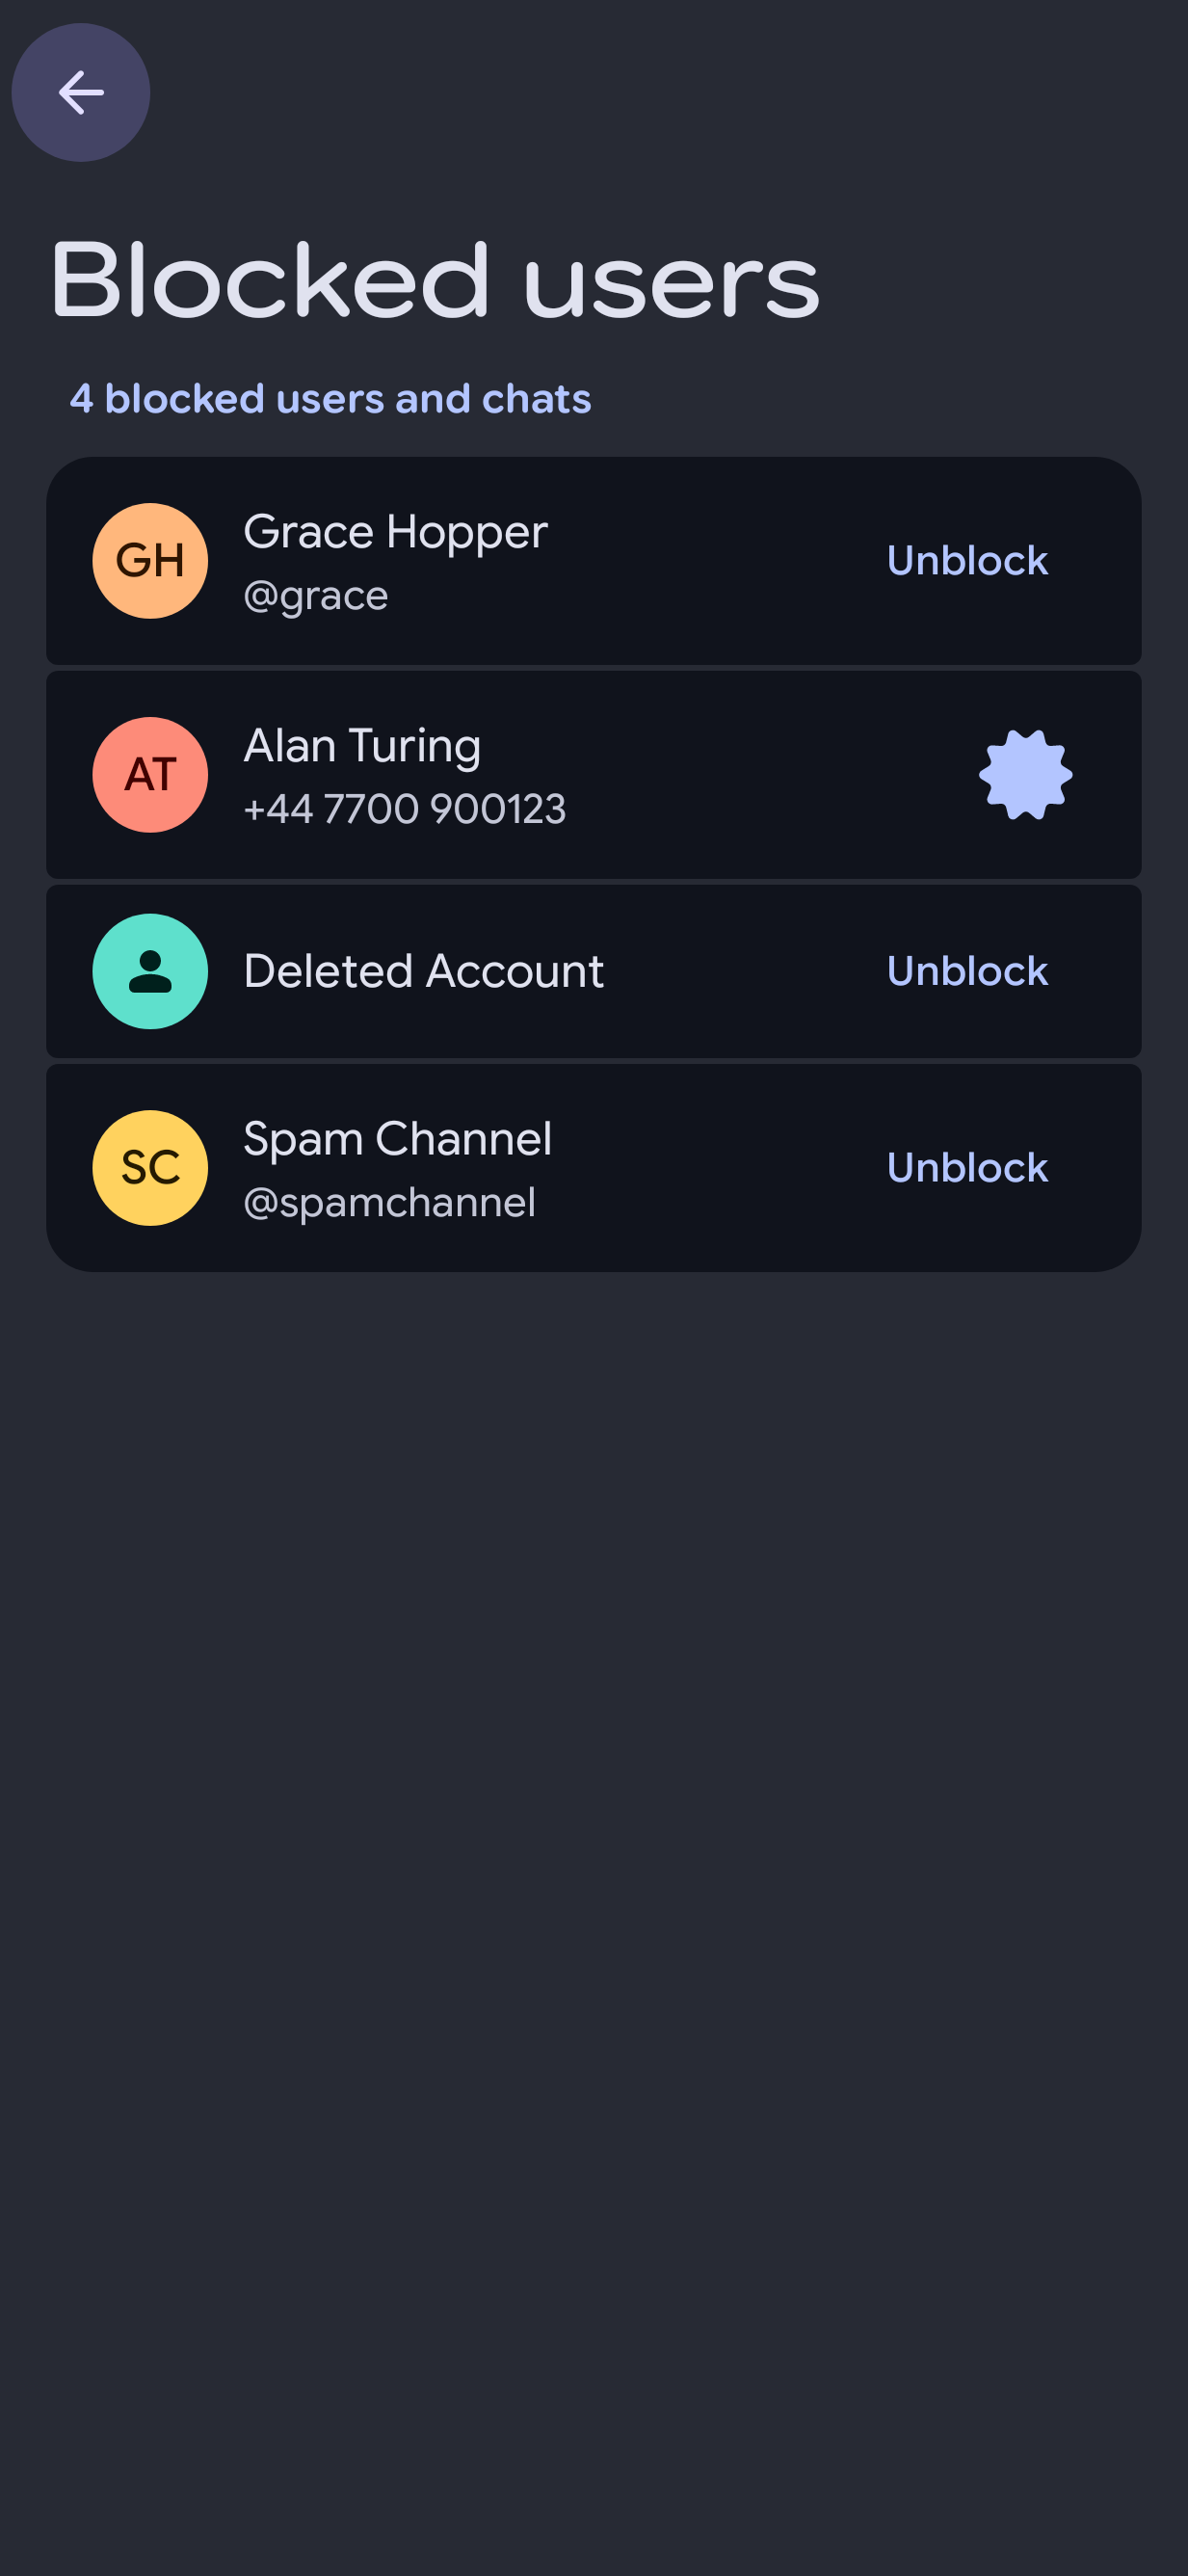 Blocked users
4 blocked users and chats
GH
Grace Hopper
@grace
Unblock
AT
Alan Turing
+44 7700 900123
Deleted Account
Unblock
SC
Spam Channel
@spamchannel
Unblock